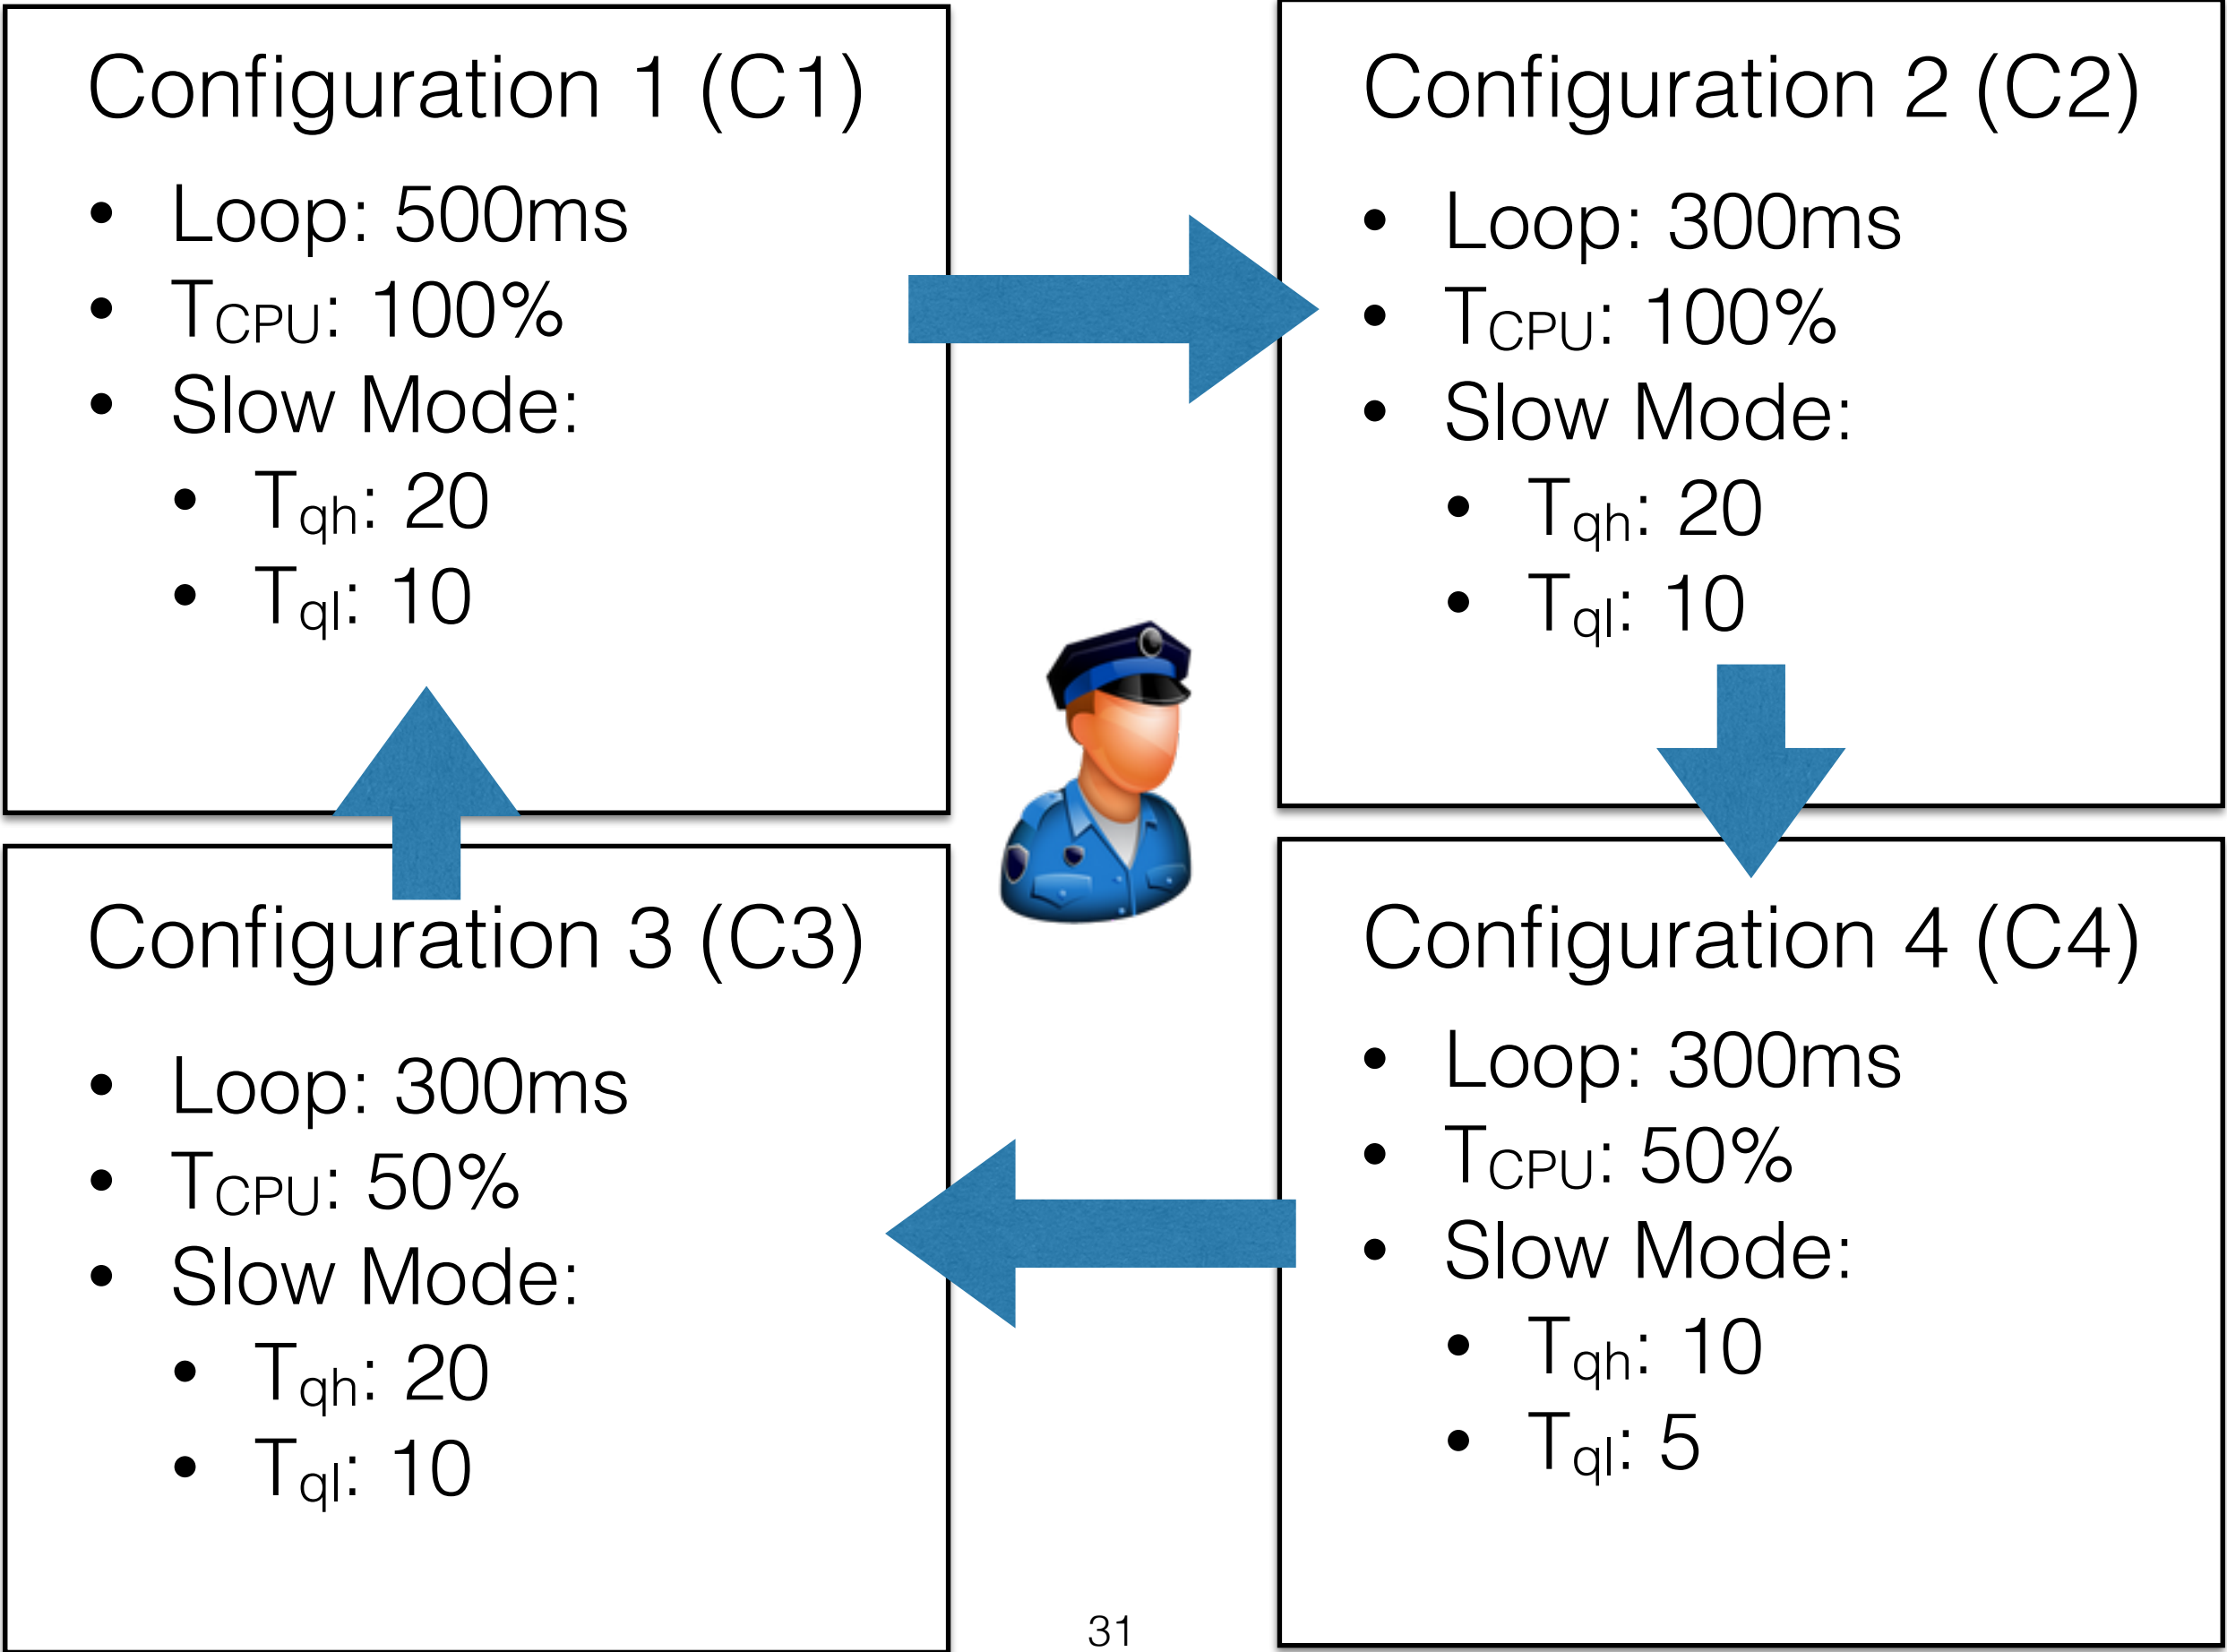 Configuration 1 (C1)
• Loop: 500ms
• TCPU: 100%
• Slow Mode:
• Tqh: 20
• Tql: 10
Configuration 2 (C2)
• Loop: 300ms
• TCPU: 100%
• Slow Mode:
• Tqh: 20
• Tql: 10
Configuration 3 (C3)
• Loop: 300ms
• TCPU: 50%
• Slow Mode:
• Tqh: 20
• Tql: 10
Configuration 4 (C4)
• Loop: 300ms
• TCPU: 50%
• Slow Mode:
• Tqh: 10
• Tql: 5
31